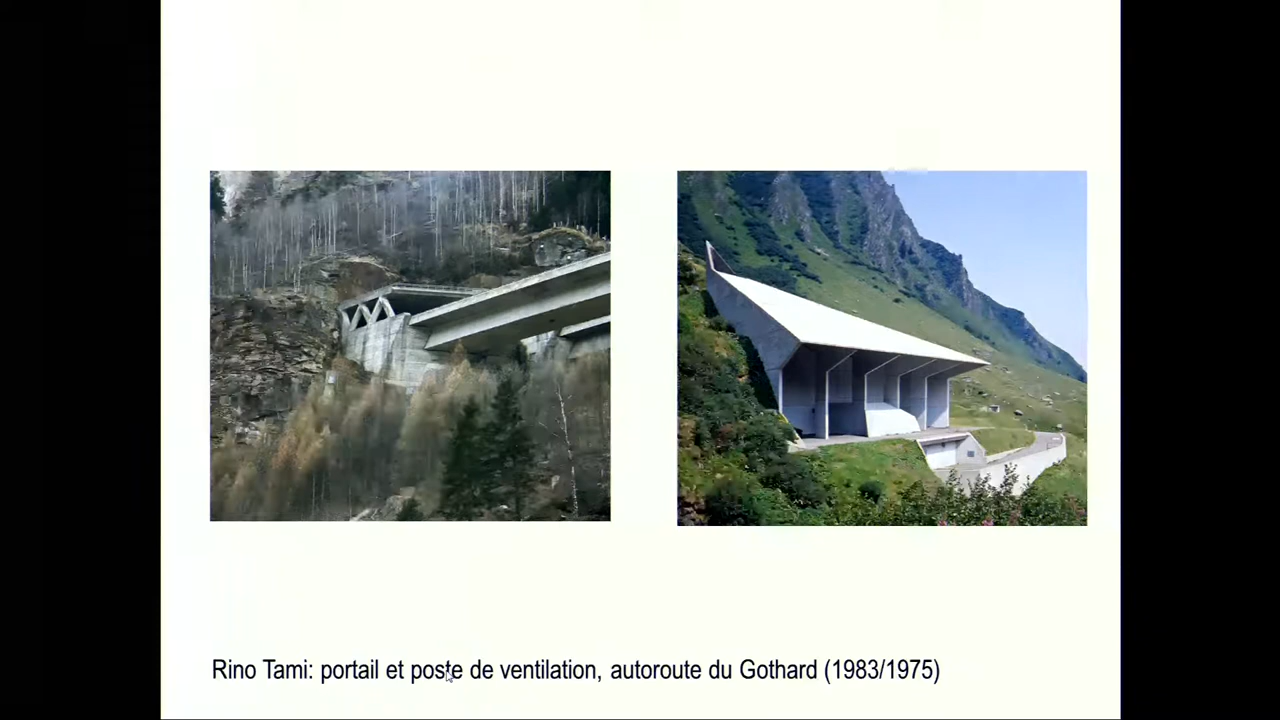 Rino Tami: portail et poste de ventilation, autoroute du Gothard (1983/1975)